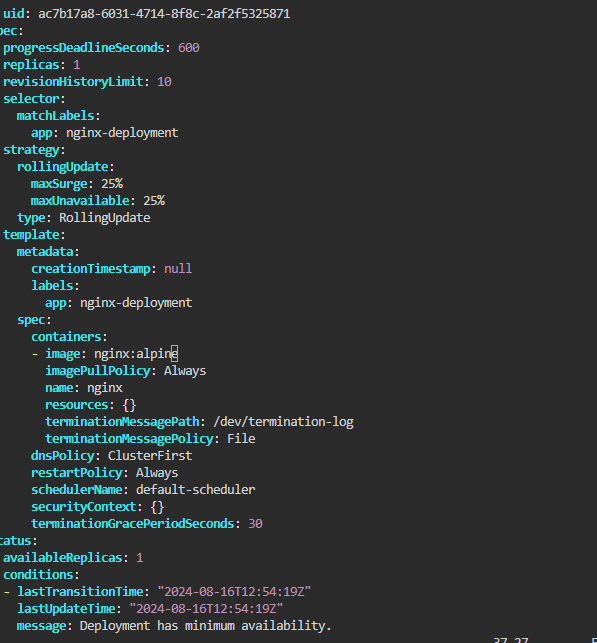 uid: ac7b17a8-6031-4714-8f8c-2af2f5325871
pec:
progressDeadlineSeconds: 600
replicas: 1
revisionHistoryLimit: 10
selector:
matchLabels:
app: nginx-deployment
strategy:
rollingUpdate:
maxSurge: 25%
maxUnavailable: 25%
type: RollingUpdate
template:
metadata:
creationTimestamp: null
labels:
app: nginx-deployment
spec:
containers:
- image: nginx:alpine
imagePullPolicy: Always
name: nginx
resources: {}
terminationMessagePath: /dev/termination-log
terminationMessagePolicy: File
dnsPolicy: ClusterFirst
restartPolicy: Always
schedulerName: default-scheduler
securityContext: {}
terminationGracePeriodSeconds: 30
tatus:
availableReplicas: 1
conditions:
- lastTransitionTime: "2024-08-16T12:54:19Z"
lastUpdateTime: "2024-08-16T12:54:19Z"
message: Deployment has minimum availability.